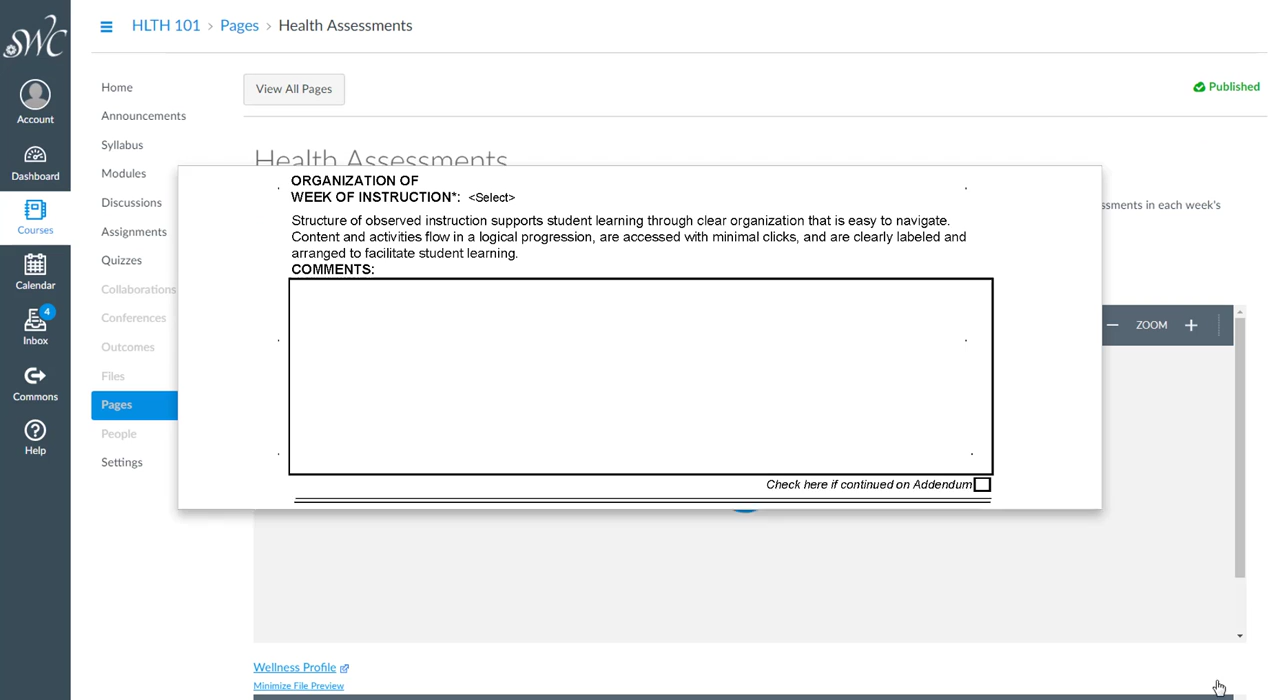 SWC
Account
Dashboard
Courses
Calendar
4
Inbox
Commons
Help
HLTH 101 > Pages > Health Assessments
Home
Announcements
Syllabus
Modules
Discussions
Assignments
Quizzes
Collaborations
Conferences
Outcomes
Files
Pages
People
Settings
View All Pages
Published
Health Assessments
ssments in each week's
ORGANIZATION OF
WEEK OF INSTRUCTION*: <Select>
Structure of observed instruction supports student learning through clear organization that is easy to navigate.
Content and activities flow in a logical progression, are accessed with minimal clicks, and are clearly labeled and
arranged to facilitate student learning.
COMMENTS:
Check here if continued on Addendum
ZOOM
Wellness Profile
Minimize File Preview